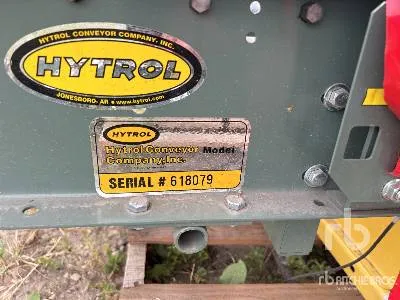 HYTROL CONVEYOR COMPANY, INC.
HYTROL
JONESBORO, AR ● www.hytrol.com
HYTROL
Hytrol Conveyor Model
Company, Inc.
SERIAL # 618079
rb
rb RITCHIE BROS